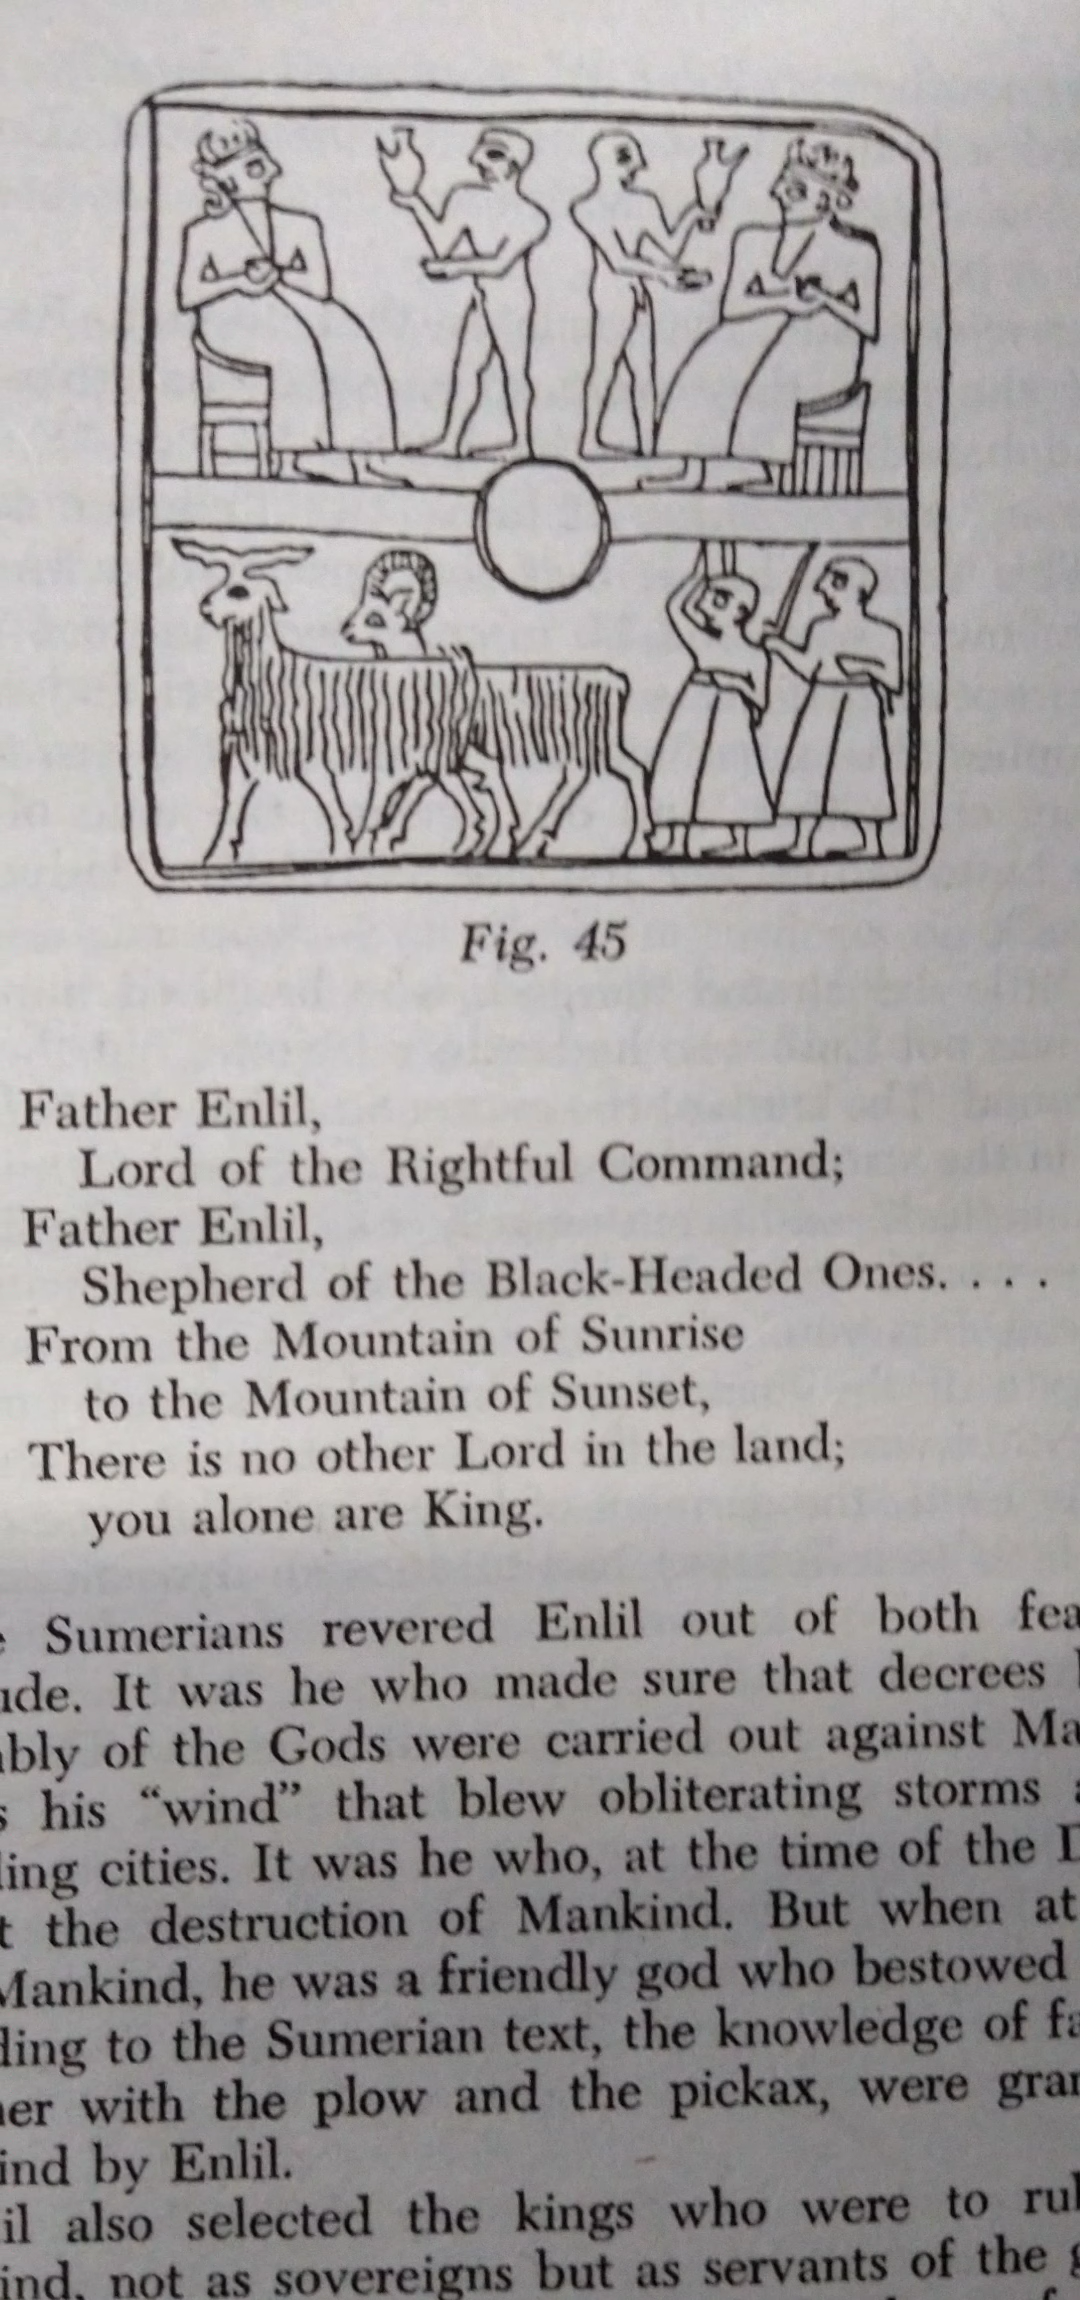 Fig. 45
Father Enlil,
Lord of the Rightful Command;
Father Enlil,
Shepherd of the Black-Headed Ones. . . .
From the Mountain of Sunrise
to the Mountain of Sunset,
There is no other Lord in the land;
you alone are King.
Sumerians revered Enlil out of both
It was he who made sure that decrees
of the Gods were carried out against
his “wind” that blew obliterating storms
cities. It was he who, at the time of the
the destruction of Mankind. But when at
Mankind, he was a friendly god who bestowed
to the Sumerian text, the knowledge of
with the plow and the pickax, were
by Enlil.
also selected the kings who were to
not as sovereigns but as servants of the